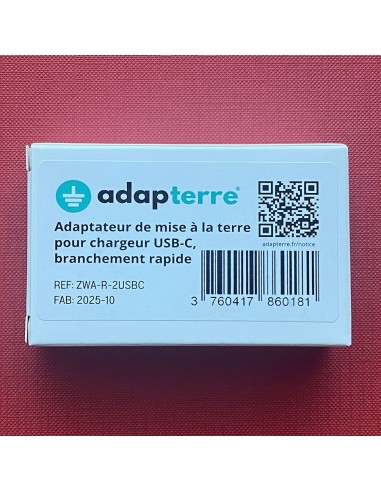 adapterre®
Adaptateur de mise à la terre
pour chargeur USB-C,
branchement rapide
REF: ZWA-R-2USBC
FAB: 2025-10
adapterre.fr/notice
3 760417 860181